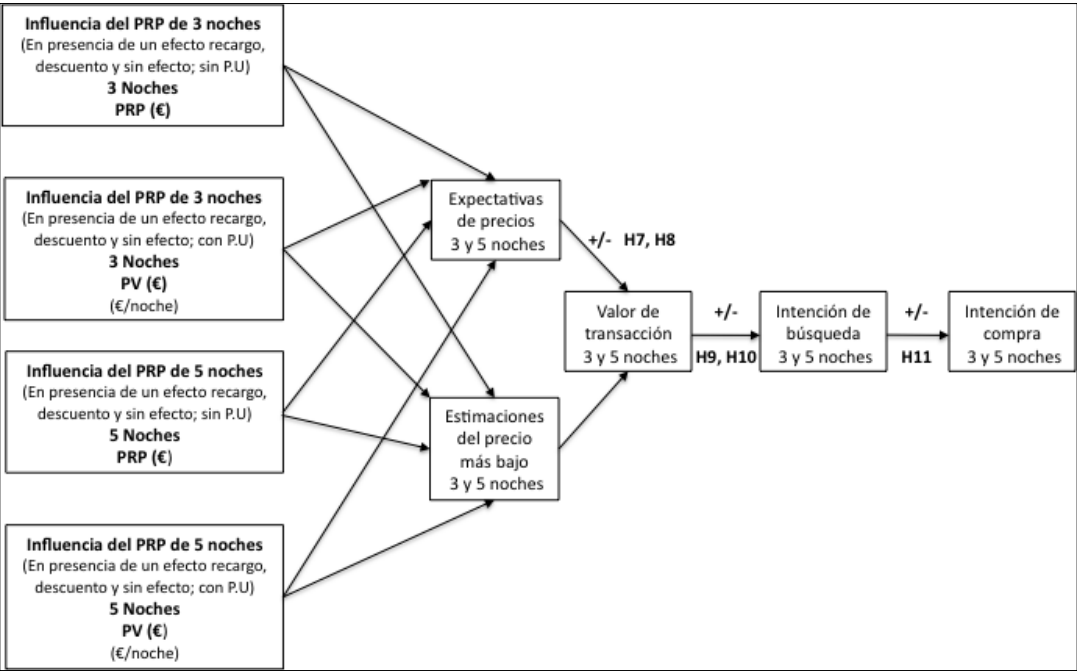 Influencia del PRP de 3 noches
(En presencia de un efecto recargo,
descuento y sin efecto; sin P.U)
3 Noches
PRP (€)
Influencia del PRP de 3 noches
(En presencia de un efecto recargo,
descuento y sin efecto; con P.U)
3 Noches
PV (€)
(€/noche)
Influencia del PRP de 5 noches
(En presencia de un efecto recargo,
descuento y sin efecto; sin P.U)
5 Noches
PRP (€)
Influencia del PRP de 5 noches
(En presencia de un efecto recargo,
descuento y sin efecto; con P.U)
5 Noches
PV (€)
(€/noche)
Expectativas
de precios
3 y 5 noches
Estimaciones
del precio
más bajo
3 y 5 noches
+/- H7, H8
Valor de
transacción
3 y 5 noches
+/-
H9, H10
Intención de
búsqueda
3 y 5 noches
+/-
H11
Intención de
compra
3 y 5 noches